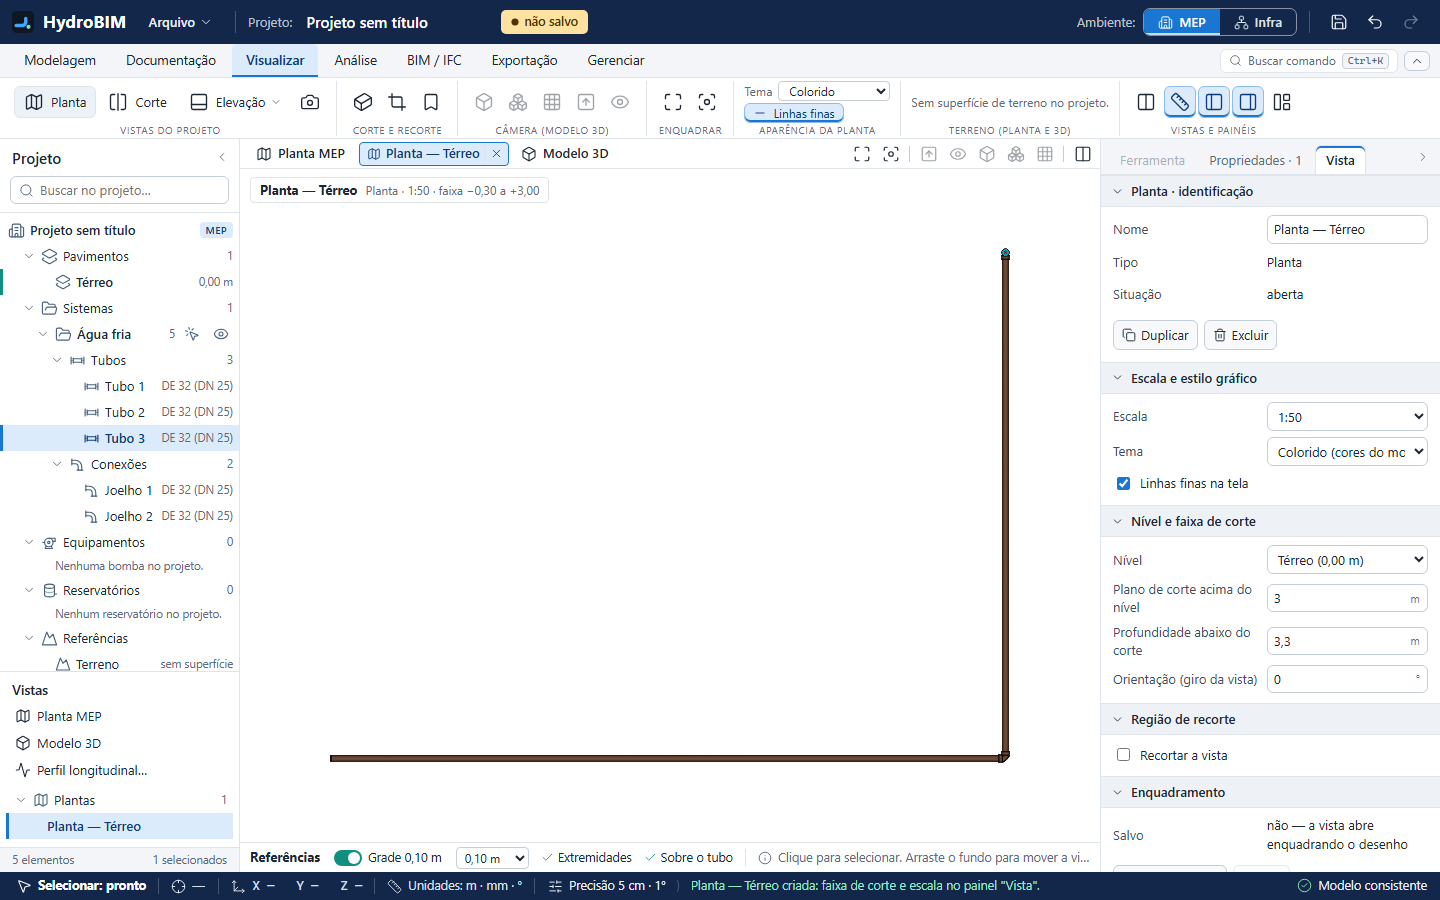 HydroBIM Arquivo Projeto: Projeto sem título não salvo Ambiente: MEP Infra
Modelagem Documentação Visualizar Análise BIM / IFC Exportação Gerenciar Buscar comando Ctrl+K
Planta Corte Elevação
VISTAS DO PROJETO
CORTE E RECORTE
CÂMERA (MODELO 3D)
ENQUADRAR
Tema Colorido
Linhas finas
APARÊNCIA DA PLANTA
Sem superfície de terreno no projeto.
TERRENO (PLANTA E 3D)
VISTAS E PAINÉIS
Projeto
Buscar no projeto...
Projeto sem título MEP
Pavimentos 1
Térreo 0,00 m
Sistemas 1
Água fria 5
Tubos 3
Tubo 1 DE 32 (DN 25)
Tubo 2 DE 32 (DN 25)
Tubo 3 DE 32 (DN 25)
Conexões 2
Joelho 1 DE 32 (DN 25)
Joelho 2 DE 32 (DN 25)
Equipamentos 0
Nenhuma bomba no projeto.
Reservatórios 0
Nenhum reservatório no projeto.
Referências
Terreno sem superfície
Vistas
Planta MEP
Modelo 3D
Perfil longitudinal...
Plantas 1
Planta — Térreo
5 elementos 1 selecionados
Planta MEP Planta — Térreo Modelo 3D
Planta — Térreo Planta · 1:50 · faixa −0,30 a +3,00
Referências Grade 0,10 m 0,10 m Extremidades Sobre o tubo Clique para selecionar. Arraste o fundo para mover a vi...
Ferramenta Propriedades · 1 Vista
Planta · identificação
Nome Planta — Térreo
Tipo Planta
Situação aberta
Duplicar Excluir
Escala e estilo gráfico
Escala 1:50
Tema Colorido (cores do mo
Linhas finas na tela
Nível e faixa de corte
Nível Térreo (0,00 m)
Plano de corte acima do
nível 3 m
Profundidade abaixo do
corte 3,3 m
Orientação (giro da vista) 0 °
Região de recorte
Recortar a vista
Enquadramento
Salvo não — a vista abre
enquadrando o desenho
Selecionar: pronto — X – Y – Z – Unidades: m · mm · ° Precisão 5 cm · 1° Planta — Térreo criada: faixa de corte e escala no painel "Vista". Modelo consistente